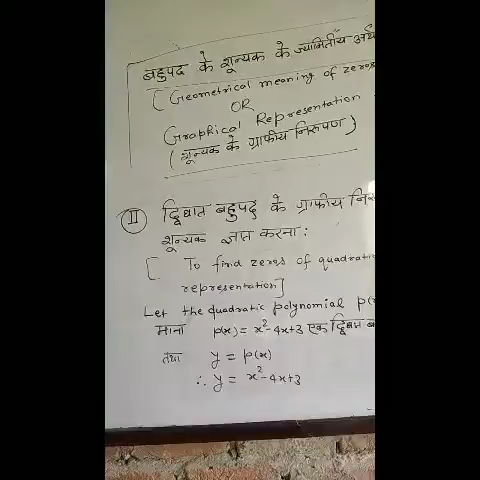 बहुपद के शून्यक के ज्यामितीय अर्थ
[Geometrical meaning of zeros
OR
Graphical Representation
(शून्यक के ग्राफीय निरूपण)
II द्विघात बहुपद के ग्राफीय
शून्यक ज्ञात करना:
[To find zeros of
representation]
Let the quadratic polynomial
माना p(x) = x²-4x+3 एक द्विघात
तथा y = p(x)
∴ y = x²-4x+3